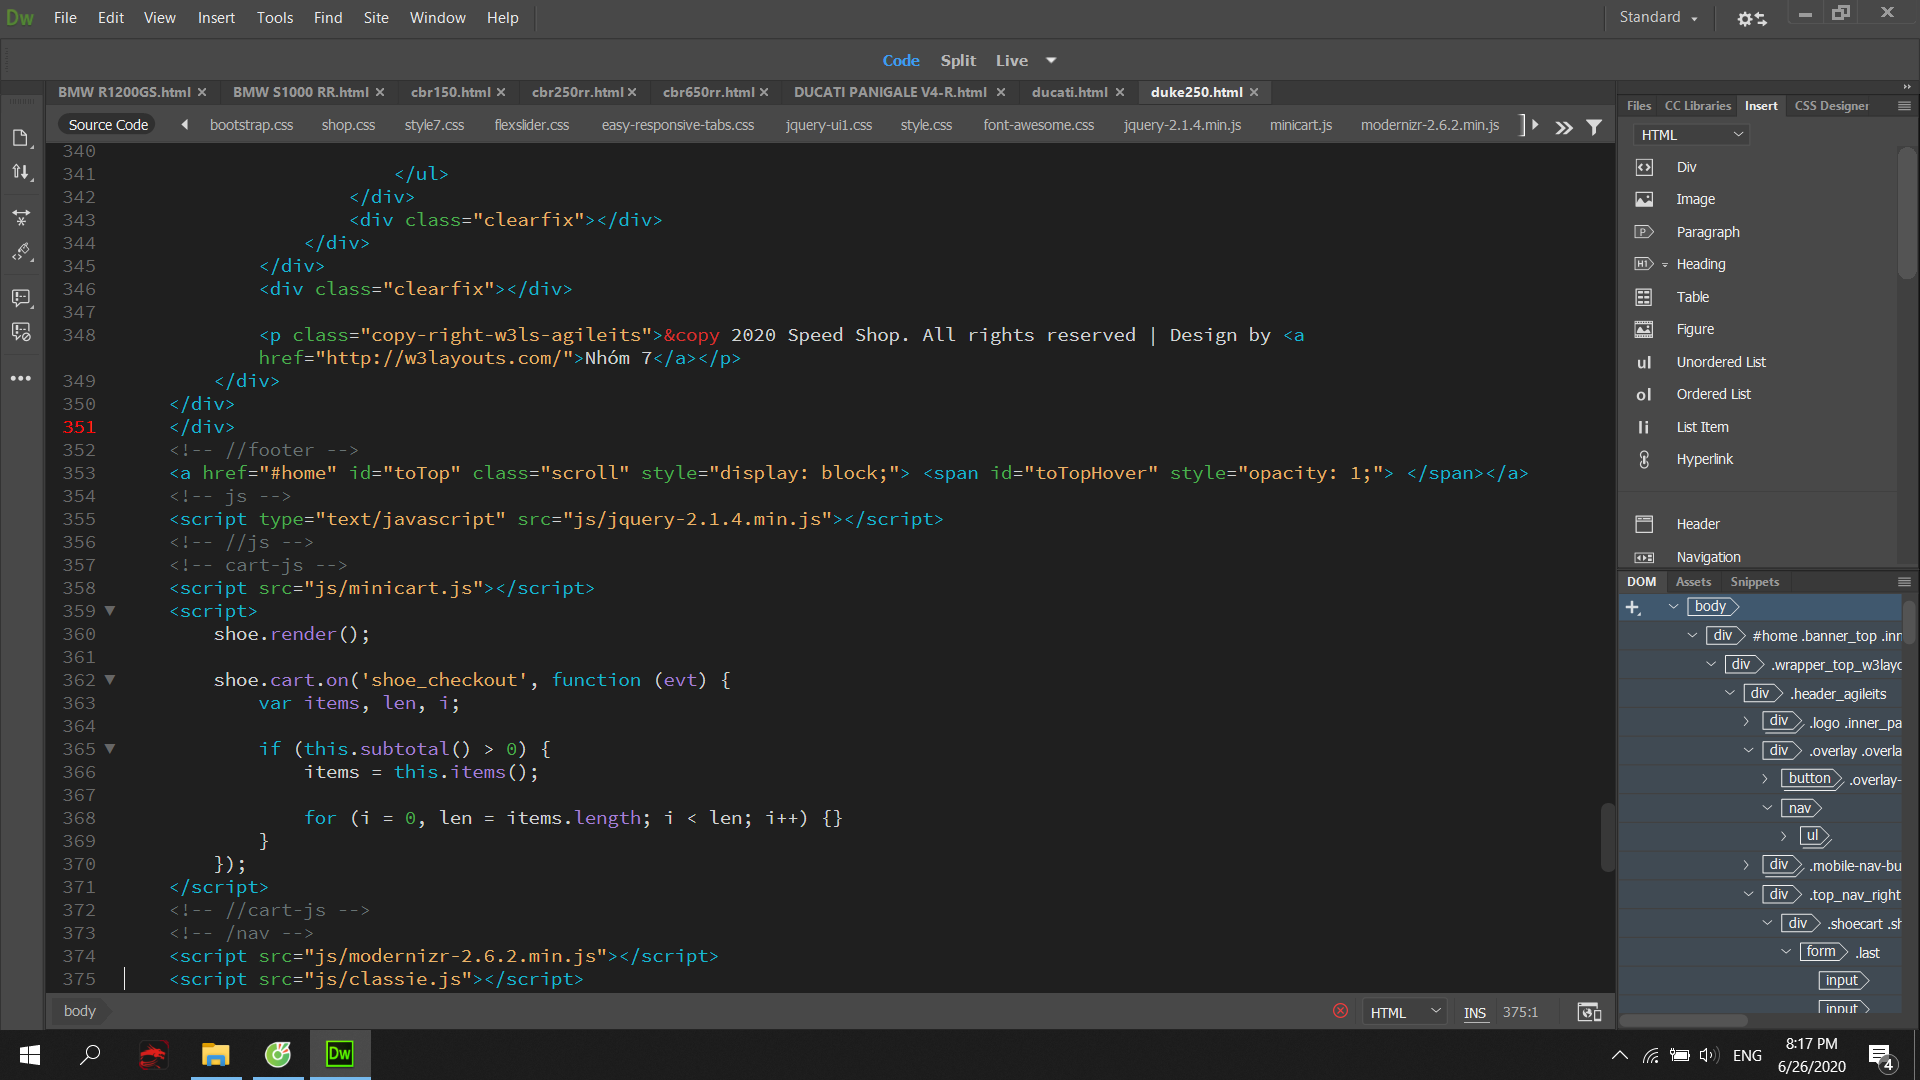 Dw File Edit View Insert Tools Find Site Window Help Standard
Code Split Live
BMW R1200GS.html BMW S1000 RR.html cbr150.html cbr250rr.html cbr650rr.html DUCATI PANIGALE V4-R.html ducati.html duke250.html
Source Code bootstrap.css shop.css style7.css flexslider.css easy-responsive-tabs.css jquery-ui1.css style.css font-awesome.css jquery-2.1.4.min.js minicart.js modernizr-2.6.2.min.js
340
341 </ul>
342 </div>
343 <div class="clearfix"></div>
344 </div>
345 </div>
346 <div class="clearfix"></div>
347
348 <p class="copy-right-w3ls-agileits">&copy 2020 Speed Shop. All rights reserved | Design by <a
href="http://w3layouts.com/">Nhóm 7</a></p>
349 </div>
350 </div>
351 </div>
352 <!-- //footer -->
353 <a href="#home" id="toTop" class="scroll" style="display: block;"> <span id="toTopHover" style="opacity: 1;"> </span></a>
354 <!-- js -->
355 <script type="text/javascript" src="js/jquery-2.1.4.min.js"></script>
356 <!-- //js -->
357 <!-- cart-js -->
358 <script src="js/minicart.js"></script>
359 <script>
360 shoe.render();
361
362 shoe.cart.on('shoe_checkout', function (evt) {
363 var items, len, i;
364
365 if (this.subtotal() > 0) {
366 items = this.items();
367
368 for (i = 0, len = items.length; i < len; i++) {}
369 }
370 });
371 </script>
372 <!-- //cart-js -->
373 <!-- /nav -->
374 <script src="js/modernizr-2.6.2.min.js"></script>
375 <script src="js/classie.js"></script>
body HTML INS 375:1
Files CC Libraries Insert CSS Designer
HTML
Div
Image
P Paragraph
H1 Heading
Table
Figure
ul Unordered List
ol Ordered List
li List Item
Hyperlink
Header
Navigation
DOM Assets Snippets
body
div #home .banner_top .inn
div .wrapper_top_w3layo
div .header_agileits
div .logo .inner_pa
div .overlay .overla
button .overlay-
nav
ul
div .mobile-nav-bu
div .top_nav_right
div .shoecart .sh
form .last
input
input
Dw
ENG
8:17 PM
6/26/2020
4